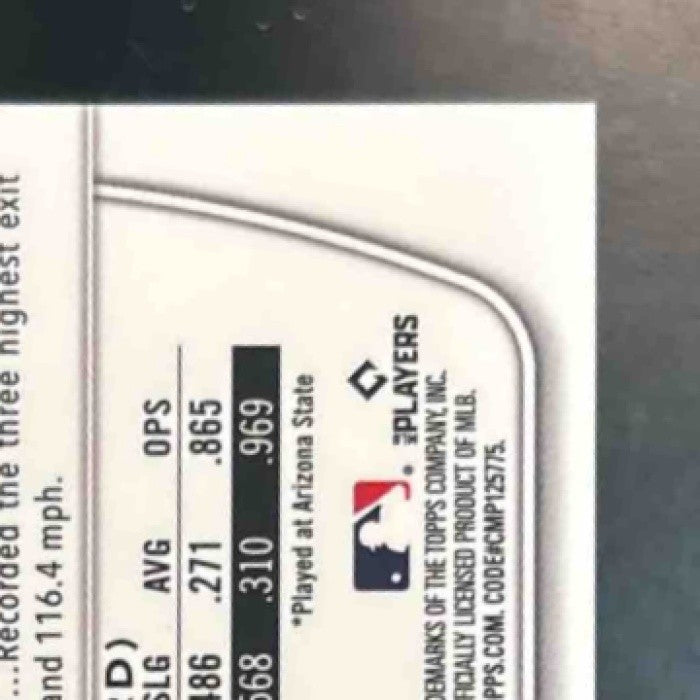 ....Recorded the three highest exit
and 116.4 mph.
RD)
SLG AVG OPS
.486 .271 .865
.568 .310 .969
*Played at Arizona State
PLAYERS
DEMARKS OF THE TOPPS COMPANY, INC.
FICIALLY LICENSED PRODUCT OF MLB.
PPS.COM. CODE#CMP125775.